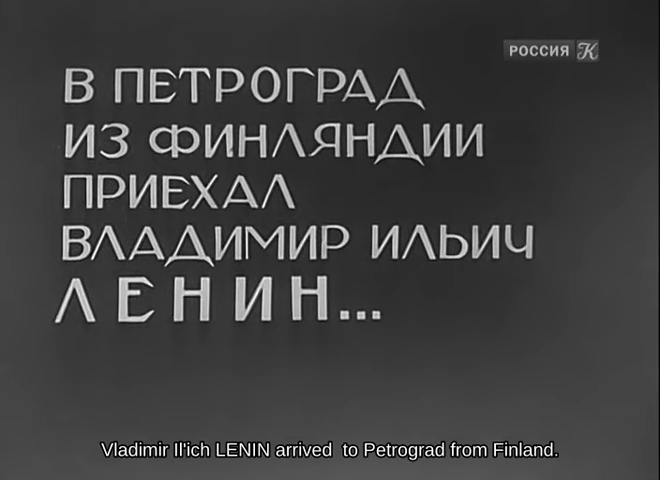 РОССИЯ К
В ПЕТРОГРАД
ИЗ ФИНЛЯНДИИ
ПРИЕХАЛ
ВЛАДИМИР ИЛЬИЧ
ЛЕНИН...
Vladimir Il'ich LENIN arrived  to Petrograd from Finland.